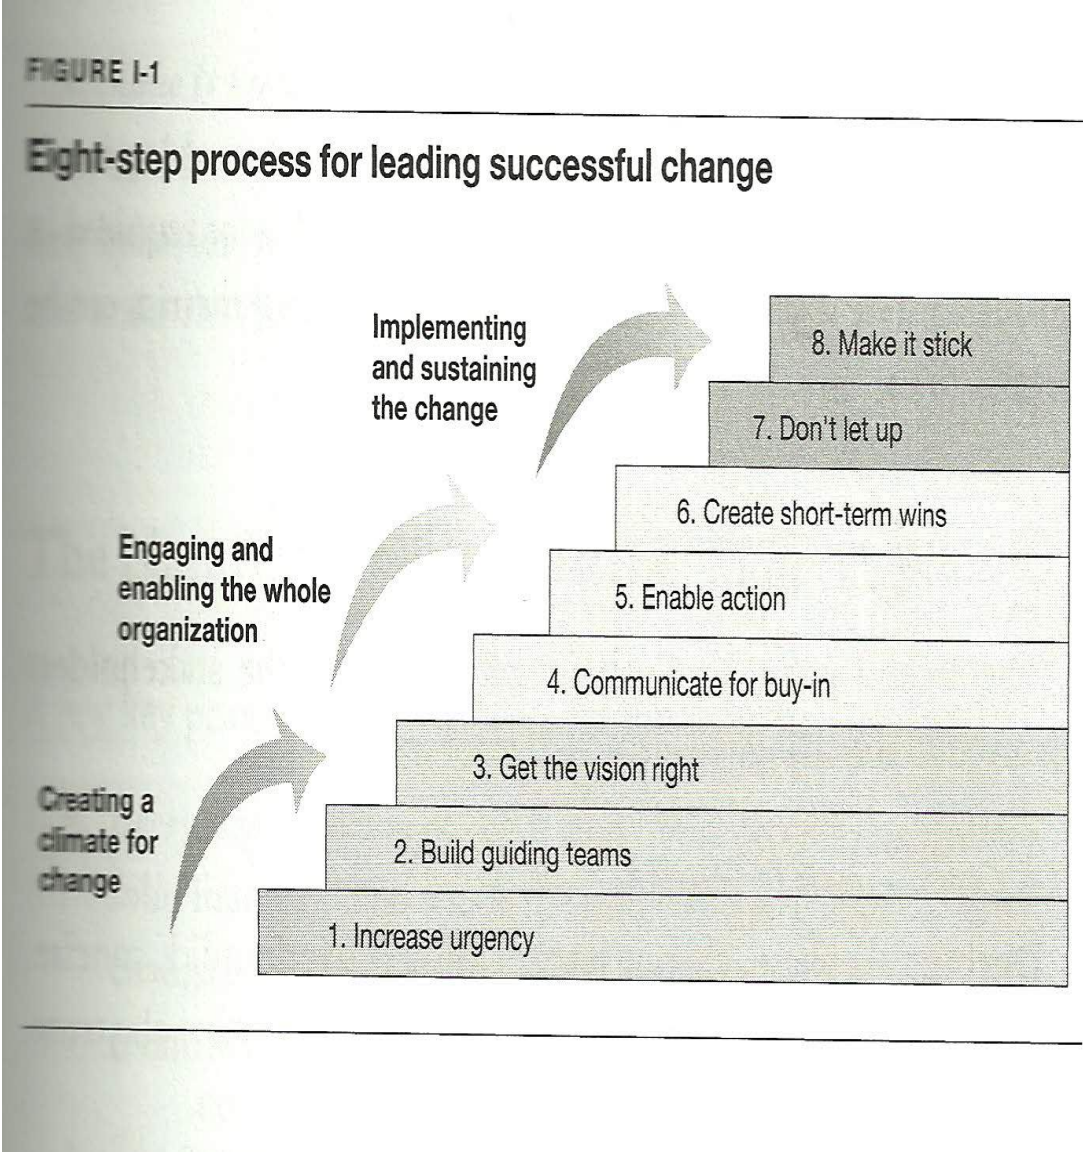 FIGURE I-1
Eight-step process for leading successful change
Implementing
and sustaining
the change
8. Make it stick
7. Don't let up
6. Create short-term wins
Engaging and
enabling the whole
organization
5. Enable action
4. Communicate for buy-in
3. Get the vision right
Creating a
climate for
change
2. Build guiding teams
1. Increase urgency